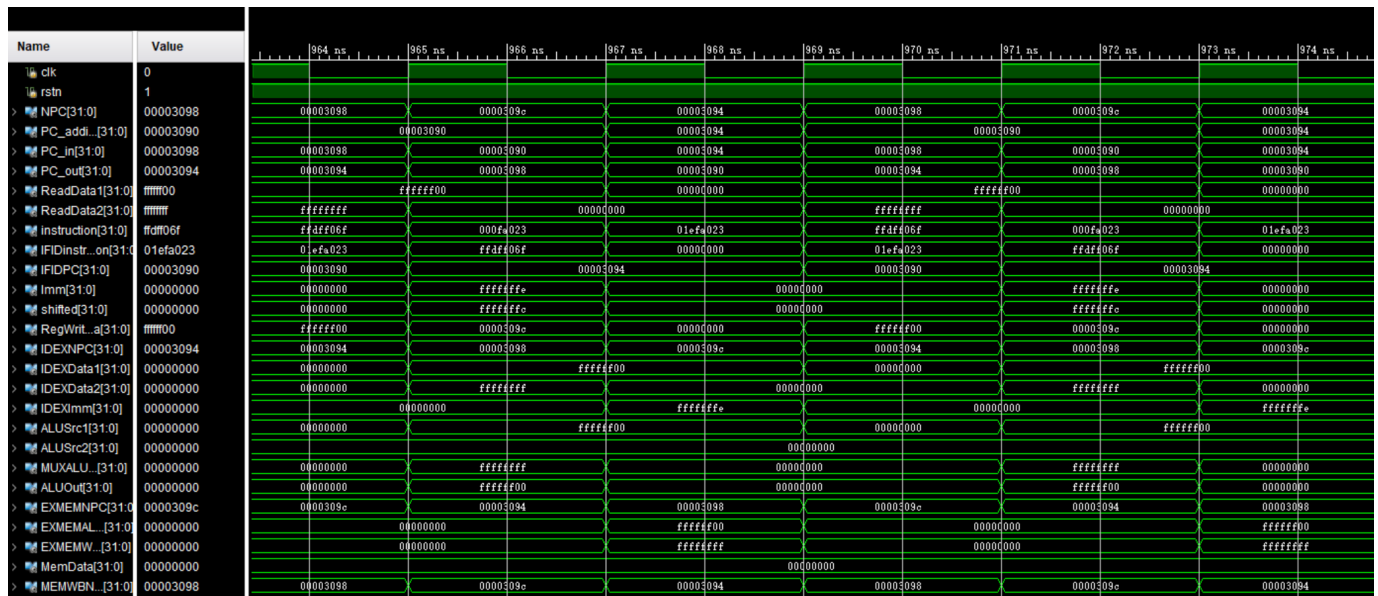 Name Value 964 ns 965 ns 966 ns 967 ns 968 ns 969 ns 970 ns 971 ns 972 ns 973 ns 974 ns
clk 0
rstn 1
NPC[31:0] 00003098 00003098 0000309c 00003094 00003098 0000309c 00003094
PC_addi...[31:0] 00003090 00003090 00003094 00003090 00003094
PC_in[31:0] 00003098 00003098 00003090 00003094 00003098 00003090 00003094
PC_out[31:0] 00003094 00003094 00003098 00003090 00003094 00003098 00003090
ReadData1[31:0] ffffff00 ffffff00 00000000 ffffff00 00000000
ReadData2[31:0] ffffffff ffffffff 00000000 ffffffff 00000000
instruction[31:0] ffdff06f ffdff06f 000fa023 01efa023 ffdff06f 000fa023 01efa023
IFIDinstr...on[31:0 01efa023 01efa023 ffdff06f 00000000 01efa023 ffdff06f 00000000
IFIDPC[31:0] 00003090 00003090 00003094 00003090 00003094
Imm[31:0] 00000000 00000000 fffffffe 00000000 fffffffe 00000000
shifted[31:0] 00000000 00000000 fffffffc 00000000 fffffffc 00000000
RegWrit...a[31:0] ffffff00 ffffff00 0000309c 00000000 ffffff00 0000309c 00000000
IDEXNPC[31:0] 00003094 00003094 00003098 0000309c 00003094 00003098 0000309c
IDEXData1[31:0] 00000000 00000000 ffffff00 00000000 ffffff00
IDEXData2[31:0] 00000000 00000000 ffffffff 00000000 ffffffff 00000000
IDEXImm[31:0] 00000000 00000000 fffffffe 00000000 fffffffe
ALUSrc1[31:0] 00000000 00000000 ffffff00 00000000 ffffff00
ALUSrc2[31:0] 00000000 00000000
MUXALU...[31:0] 00000000 00000000 ffffffff 00000000 ffffffff 00000000
ALUOut[31:0] 00000000 00000000 ffffff00 00000000 ffffff00 00000000
EXMEMNPC[31:0 0000309c 0000309c 00003094 00003098 0000309c 00003094 00003098
EXMEMAL...[31:0] 00000000 00000000 ffffff00 00000000 ffffff00
EXMEMW...[31:0] 00000000 00000000 ffffffff 00000000 ffffffff
MemData[31:0] 00000000 00000000
MEMWBN...[31:0] 00003098 00003098 0000309c 00003094 00003098 0000309c 00003094